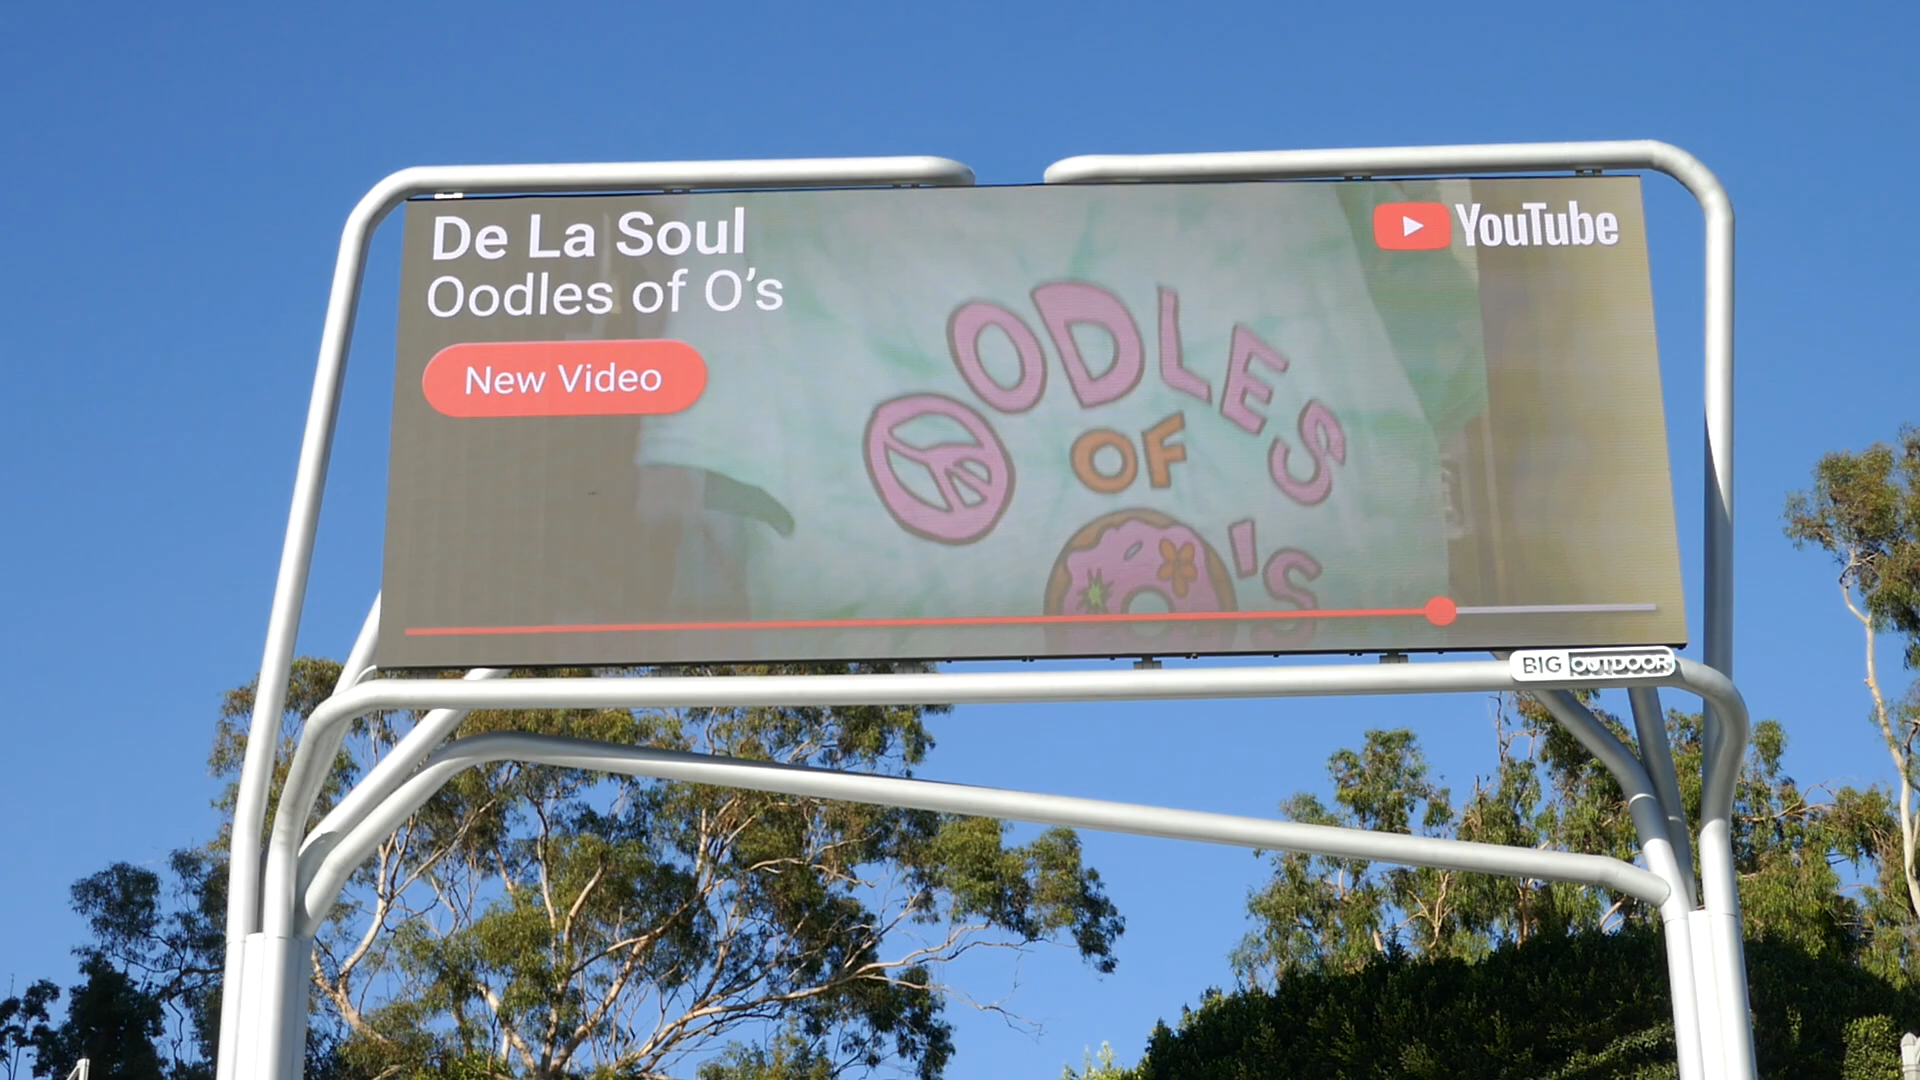 De La Soul
Oodles of O's
New Video
YouTube
OODLES
OF
O'S
BIG OUTDOOR